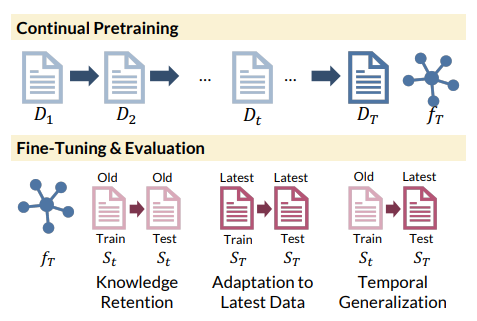 Continual Pretraining
... ...
D1 D2 Dt DT fT
Fine-Tuning & Evaluation
Old Old Latest Latest Old Latest
Train Test Train Test Train Test
fT St St ST ST St ST
Knowledge Adaptation to Temporal
Retention Latest Data Generalization